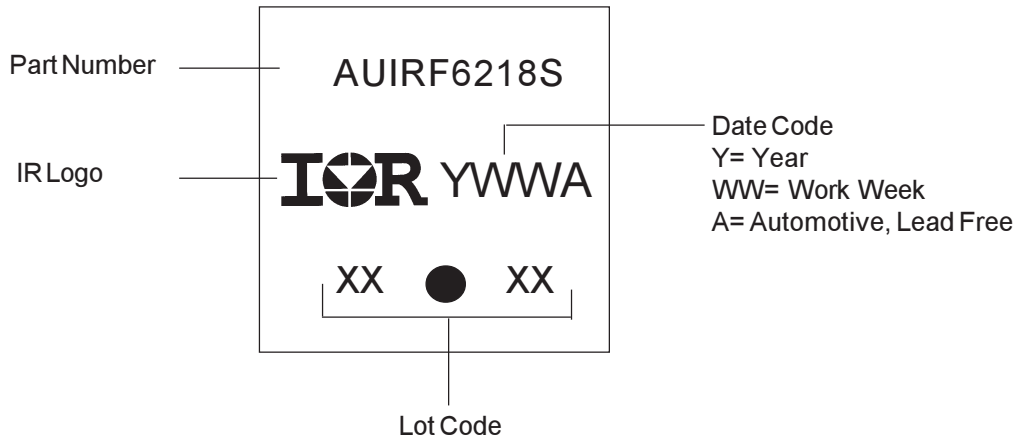 Part Number
AUIRF6218S
IR Logo
IOR YWWA
Date Code
Y= Year
WW= Work Week
A= Automotive, Lead Free
XX XX
Lot Code